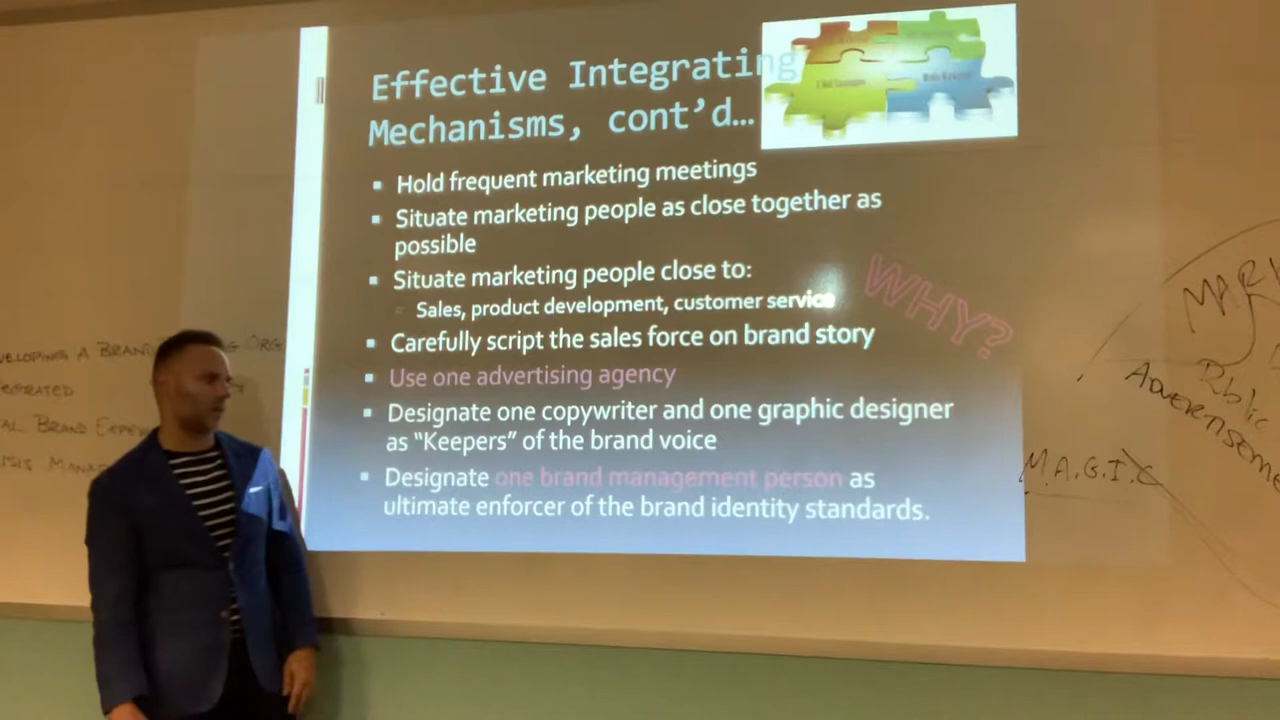 Effective Integrating
Mechanisms, cont'd...
Hold frequent marketing meetings
Situate marketing people as close together as
possible
Situate marketing people close to:
Sales, product development, customer service
Carefully script the sales force on brand story
Use one advertising agency
Designate one copywriter and one graphic designer
as “Keepers” of the brand voice
Designate one brand management person as
ultimate enforcer of the brand identity standards.
WHY?
A BRAND ORG
M.A.G.I.C